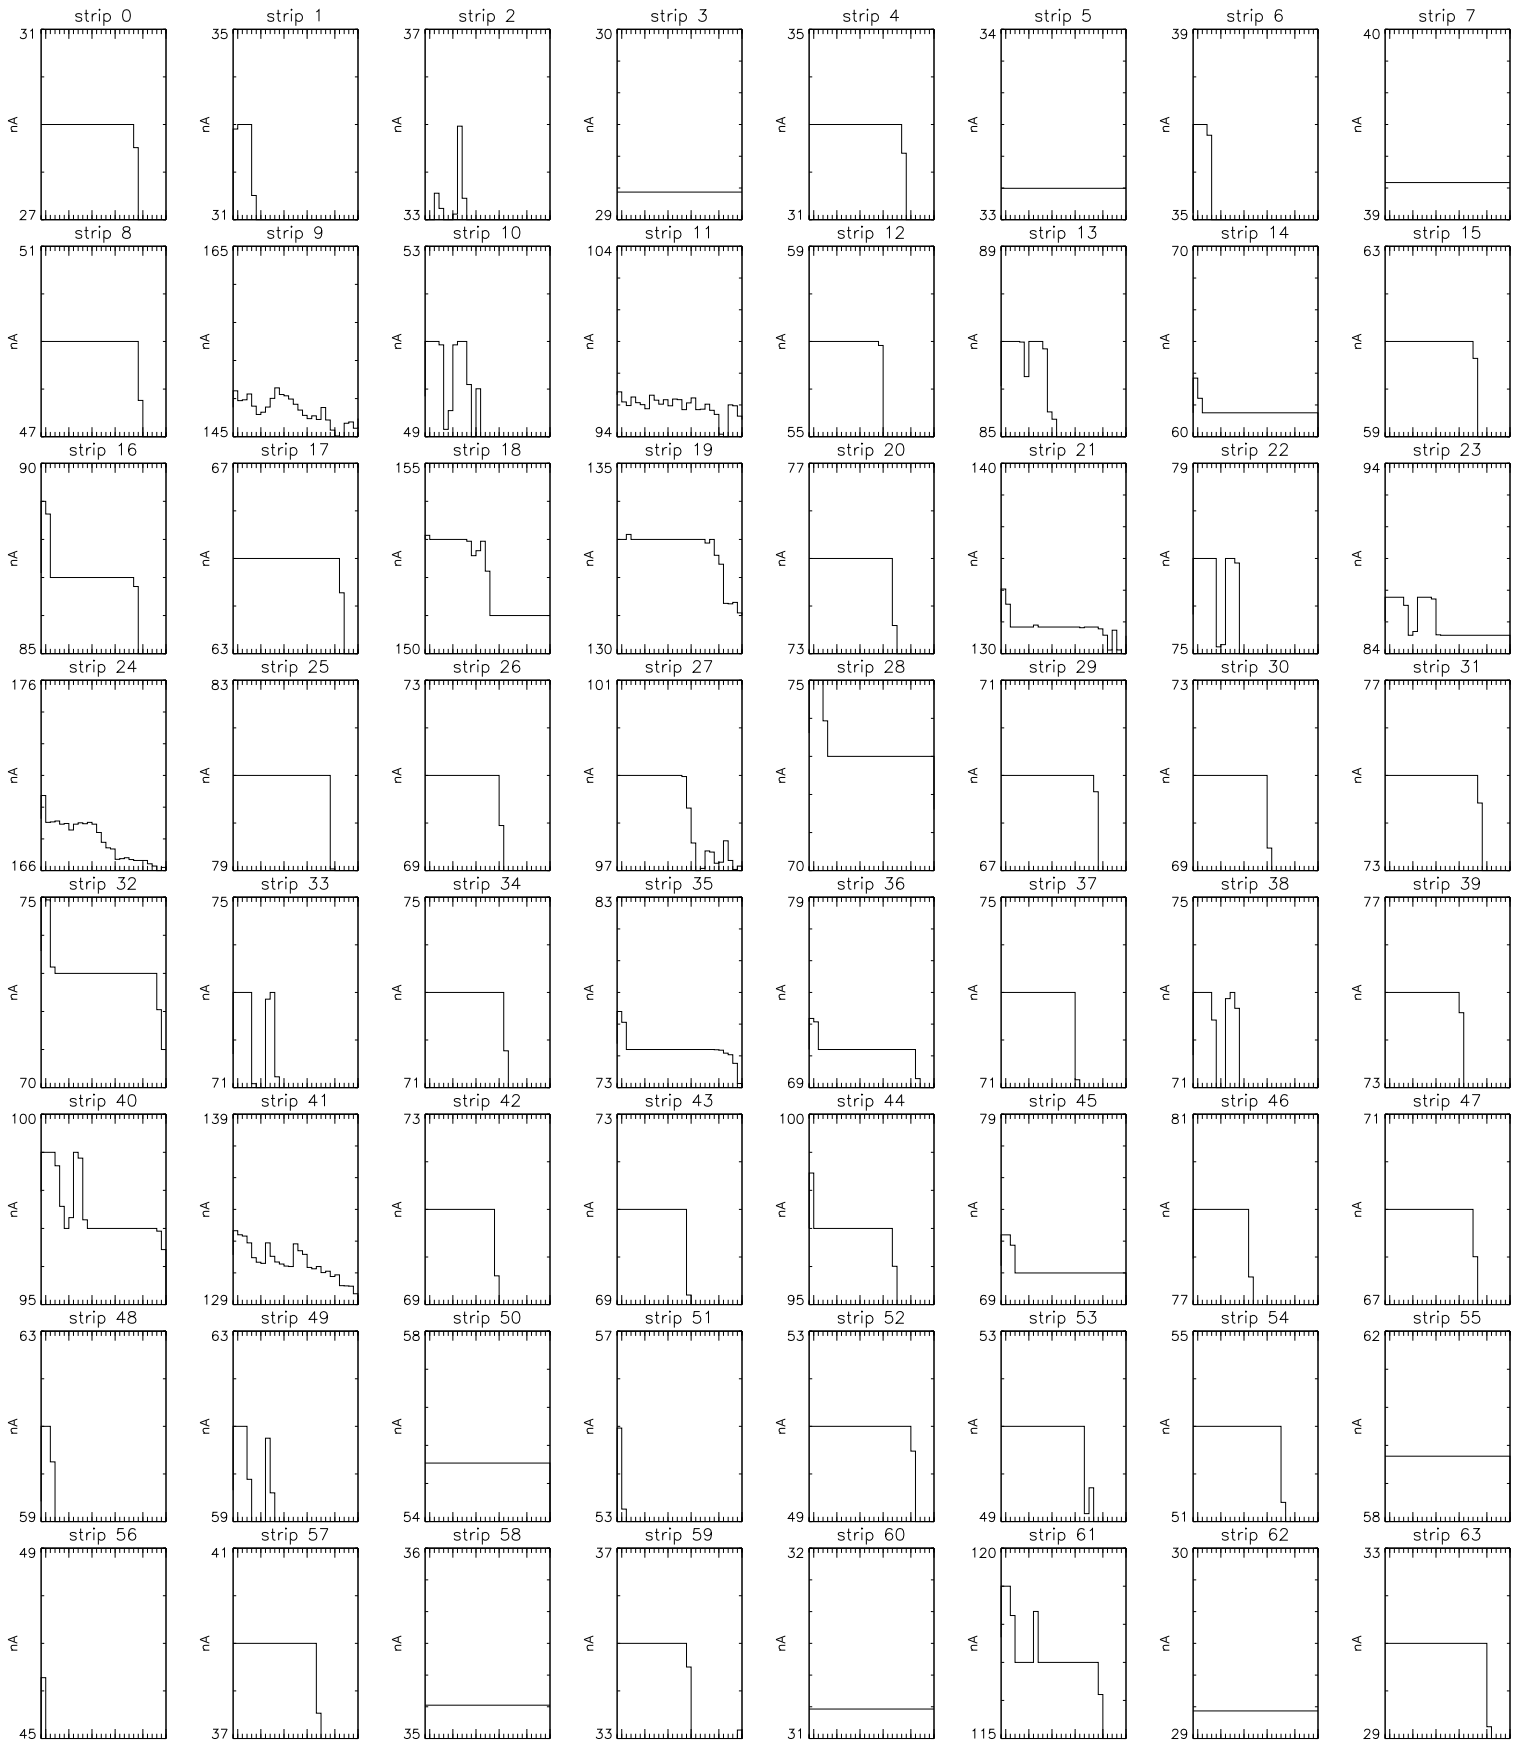 strip 0 strip 1 strip 2 strip 3 strip 4 strip 5 strip 6 strip 7
31 35 37 30 35 34 39 40
nA nA nA nA nA nA nA nA
27 31 33 29 31 33 35 39
strip 8 strip 9 strip 10 strip 11 strip 12 strip 13 strip 14 strip 15
51 165 53 104 59 89 70 63
nA nA nA nA nA nA nA nA
47 145 49 94 55 85 60 59
strip 16 strip 17 strip 18 strip 19 strip 20 strip 21 strip 22 strip 23
90 67 155 135 77 140 79 94
nA nA nA nA nA nA nA nA
85 63 150 130 73 130 75 84
strip 24 strip 25 strip 26 strip 27 strip 28 strip 29 strip 30 strip 31
176 83 73 101 75 71 73 77
nA nA nA nA nA nA nA nA
166 79 69 97 70 67 69 73
strip 32 strip 33 strip 34 strip 35 strip 36 strip 37 strip 38 strip 39
75 75 75 83 79 75 75 77
nA nA nA nA nA nA nA nA
70 71 71 73 69 71 71 73
strip 40 strip 41 strip 42 strip 43 strip 44 strip 45 strip 46 strip 47
100 139 73 73 100 79 81 71
nA nA nA nA nA nA nA nA
95 129 69 69 95 69 77 67
strip 48 strip 49 strip 50 strip 51 strip 52 strip 53 strip 54 strip 55
63 63 58 57 53 53 55 62
nA nA nA nA nA nA nA nA
59 59 54 53 49 49 51 58
strip 56 strip 57 strip 58 strip 59 strip 60 strip 61 strip 62 strip 63
49 41 36 37 32 120 30 33
nA nA nA nA nA nA nA nA
45 37 35 33 31 115 29 29